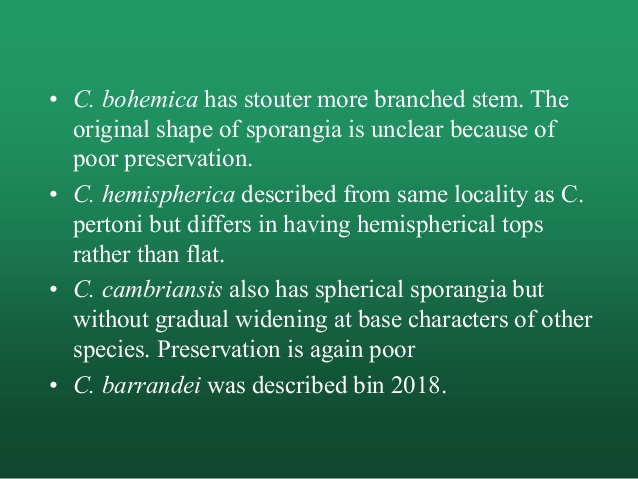 • C. bohemica has stouter more branched stem. The
original shape of sporangia is unclear because of
poor preservation.
• C. hemispherica described from same locality as C.
pertoni but differs in having hemispherical tops
rather than flat.
• C. cambriansis also has spherical sporangia but
without gradual widening at base characters of other
species. Preservation is again poor
• C. barrandei was described bin 2018.